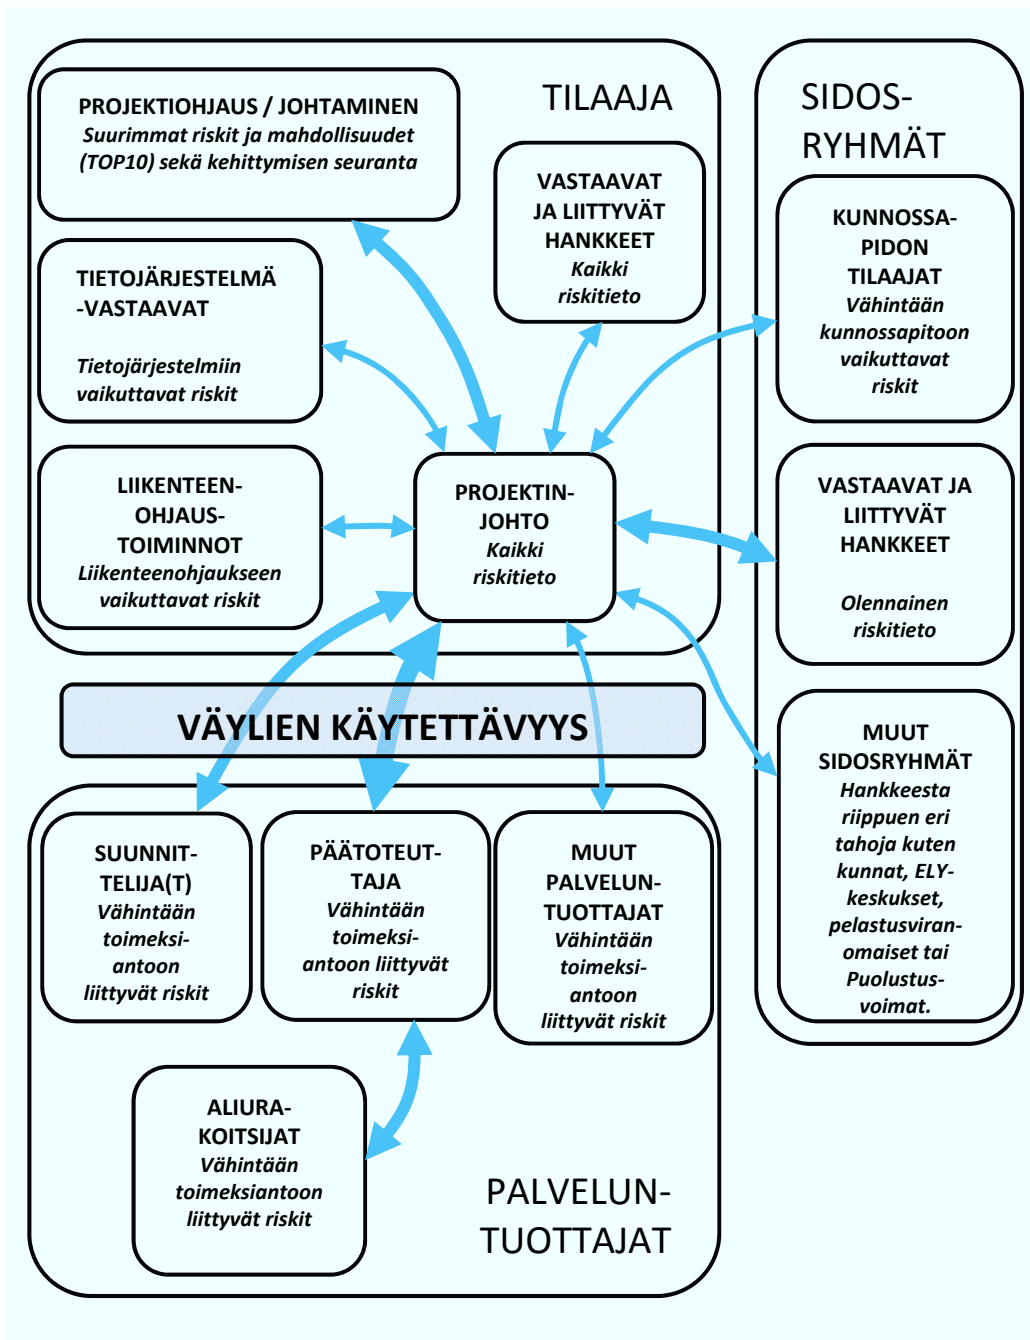 TILAAJA
PROJEKTIOHJAUS / JOHTAMINEN
Suurimmat riskit ja mahdollisuudet
(TOP10) sekä kehittymisen seuranta
VASTAAVAT
JA LIITTYVÄT
HANKKEET
Kaikki
riskitieto
TIETOJÄRJESTELMÄ
-VASTAAVAT
Tietojärjestelmiin
vaikuttavat riskit
LIIKENTEEN-
OHJAUS-
TOIMINNOT
Liikenteenohjaukseen
vaikuttavat riskit
PROJEKTIN-
JOHTO
Kaikki
riskitieto
SIDOS-
RYHMÄT
KUNNOSSA-
PIDON
TILAAJAT
Vähintään
kunnossapitoon
vaikuttavat
riskit
VASTAAVAT JA
LIITTYVÄT
HANKKEET
Olennainen
riskitieto
MUUT
SIDOSRYHMÄT
Hankkeesta
riippuen eri
tahoja kuten
kunnat, ELY-
keskukset,
pelastusviran-
omaiset tai
Puolustus-
voimat.
VÄYLIEN KÄYTETTÄVYYS
SUUNNIT-
TELIJA(T)
Vähintään
toimeksi-
antoon
liittyvät riskit
PÄÄTOTEUT-
TAJA
Vähintään
toimeksi-
antoon liittyvät
riskit
MUUT
PALVELUN-
TUOTTAJAT
Vähintään
toimeksi-
antoon
liittyvät riskit
ALIURA-
KOITSIJAT
Vähintään
toimeksiantoon
liittyvät riskit
PALVELUN-
TUOTTAJAT